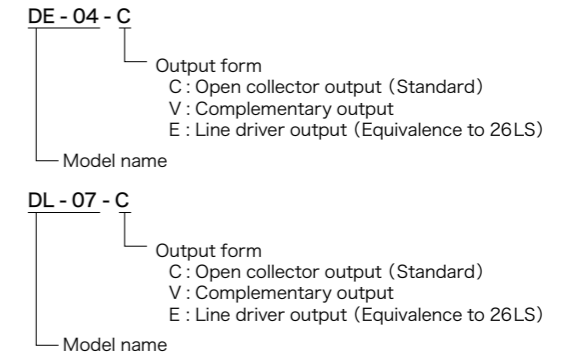 DE - 04 - C
Output form
C : Open collector output (Standard)
V : Complementary output
E : Line driver output (Equivalence to 26LS)
Model name
DL - 07 - C
Output form
C : Open collector output (Standard)
V : Complementary output
E : Line driver output (Equivalence to 26LS)
Model name